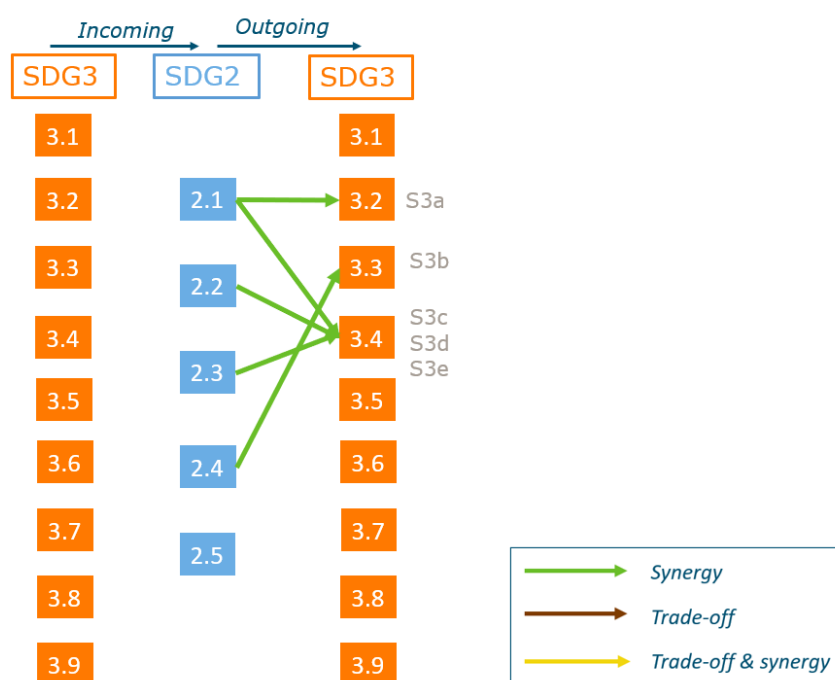 Incoming Outgoing
SDG3 SDG2 SDG3
3.1 3.1
3.2 2.1 3.2 S3a
3.3 2.2 3.3 S3b
S3c
3.4 3.4 S3d
2.3 S3e
3.5 3.5
3.6 2.4 3.6
3.7 3.7
2.5
3.8 3.8
3.9 3.9
Synergy
Trade-off
Trade-off & synergy